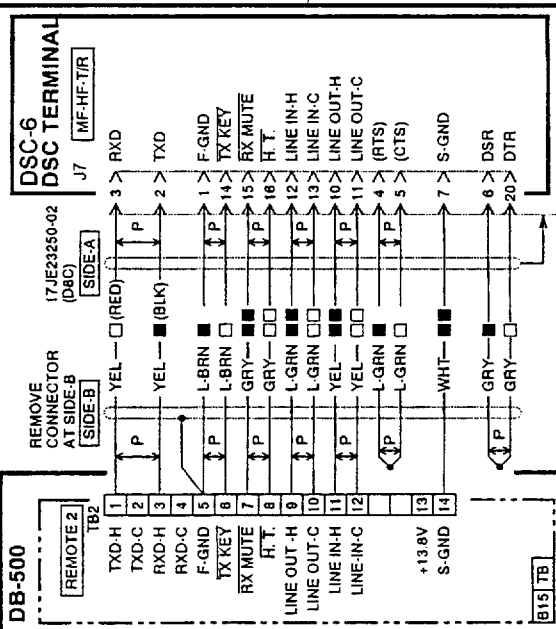 DSC-6
DSC TERMINAL
J7 MF-HF-T/R
3 RXD
2 TXD
1 F-GND
14 TX KEY
15 RX MUTE
16 H.T.
12 LINE IN-H
13 LINE IN-C
10 LINE OUT-H
11 LINE OUT-C
4 (RTS)
5 (CTS)
7 S-GND
6 DSR
20 DTR
17JE23250-02
(D8C)
SIDE-A
P P P P P P
REMOVE
CONNECTOR
AT SIDE-B
SIDE-B
YEL (RED)
YEL (BLK)
L-BRN
L-BRN
GRY
GRY
L-GRN
L-GRN
YEL
YEL
L-GRN
L-GRN
WHT
GRY
GRY
P P P P P P P
DB-500
REMOTE 2
TB2
TXD-H 1
TXD-C 2
RXD-H 3
RXD-C 4
F-GND 5
TX KEY 6
RX MUTE 7
H.T. 8
LINE OUT-H 9
LINE OUT-C 10
LINE IN-H 11
LINE-IN-C 12
+13.8V 13
S-GND 14
B15 TB